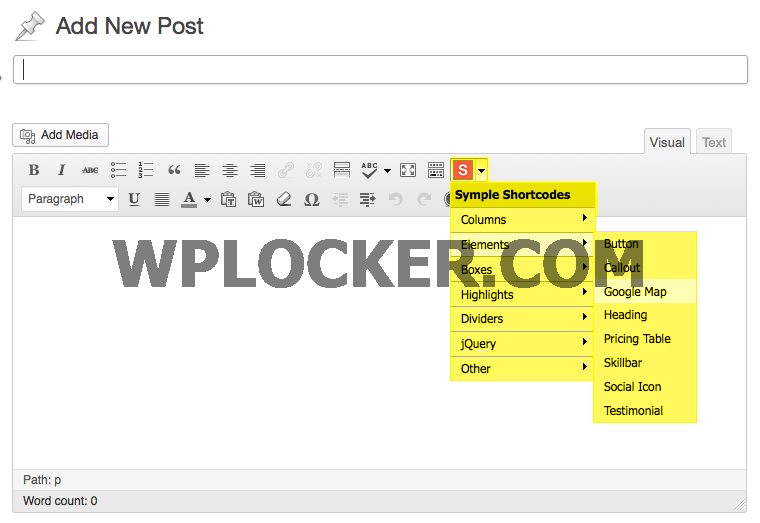 Add New Post
Add Media
Visual Text
B I ABC “ ABC S
Paragraph U A T W Ω
Symple Shortcodes
Columns
Elements
Boxes
Highlights
Dividers
jQuery
Other
Button
Callout
Google Map
Heading
Pricing Table
Skillbar
Social Icon
Testimonial
WPLOCKER.COM
Path: p
Word count: 0